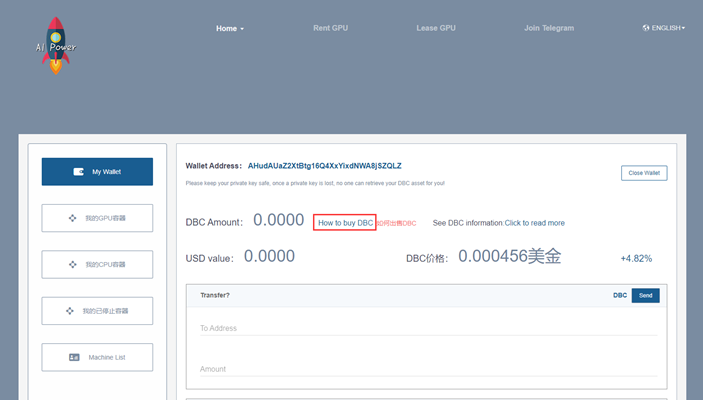 AI Power
Home Rent GPU Lease GPU Join Telegram ENGLISH
My Wallet
我的GPU容器
我的CPU容器
我的已停止容器
Machine List
Wallet Address: AHudAUaZ2XtBtg16Q4XxYixdNWA8jSZQLZ
Close Wallet
Please keep your private key safe, once a private key is lost, no one can retrieve your DBC asset for you!
DBC Amount: 0.0000 How to buy DBC 如何出售DBC See DBC information:Click to read more
USD value: 0.0000 DBC价格: 0.000456美金 +4.82%
Transfer? DBC Send
To Address
Amount